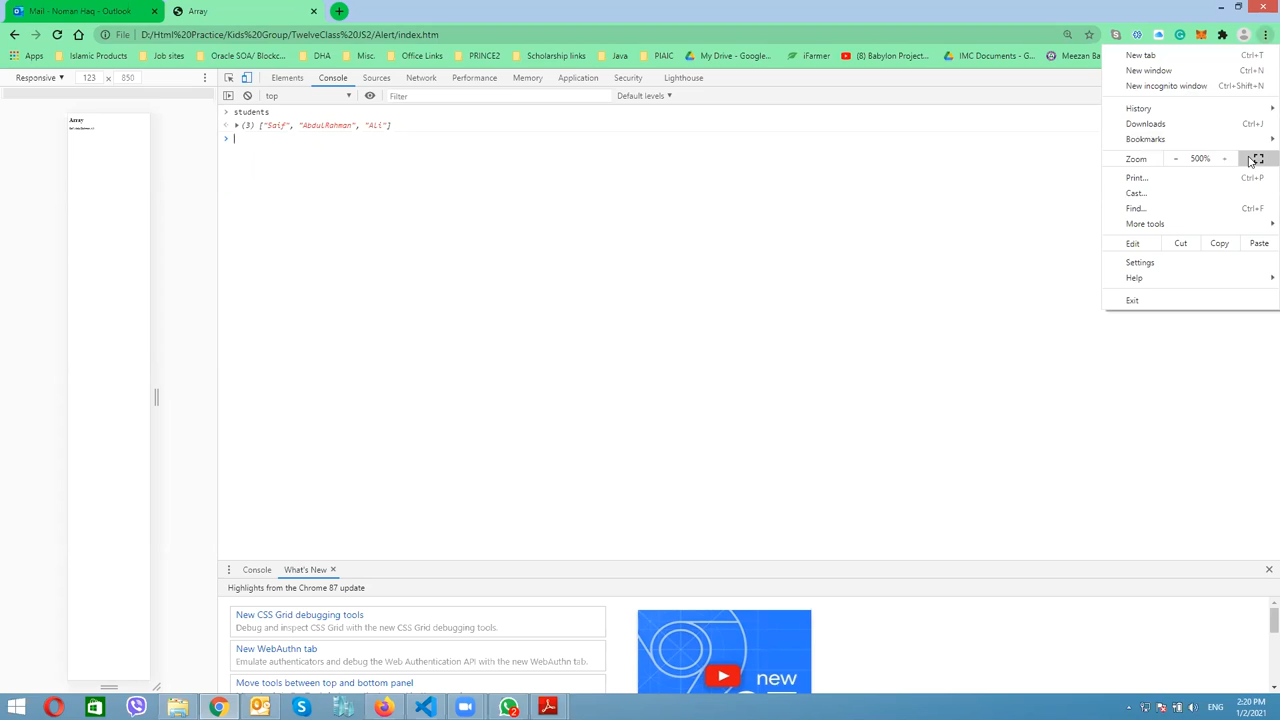 Mail - Noman Haq - Outlook
Array
File | D:/Html%20Practice/Kids%20Group/TwelveClass%20JS2/Alert/index.htm
Apps Islamic Products Job sites Oracle SOA/ Blockc... DHA Misc. Office Links PRINCE2 Scholarship links Java PIAIC My Drive - Google... iFarmer (8) Babylon Project... IMC Documents - G... Meezan Ba
Responsive 123 × 850
Elements Console Sources Network Performance Memory Application Security Lighthouse
top Filter Default levels
Array
students
(3) ["Saif", "AbdulRahman", "Ali"]
New tab Ctrl+T
New window Ctrl+N
New incognito window Ctrl+Shift+N
History
Downloads Ctrl+J
Bookmarks
Zoom - 500% +
Print... Ctrl+P
Cast...
Find... Ctrl+F
More tools
Edit Cut Copy Paste
Settings
Help
Exit
Console What's New
Highlights from the Chrome 87 update
New CSS Grid debugging tools
Debug and inspect CSS Grid with the new CSS Grid debugging tools.
New WebAuthn tab
Emulate authenticators and debug the Web Authentication API with the new WebAuthn tab.
Move tools between top and bottom panel
new
2
ENG
2:20 PM
1/2/2021